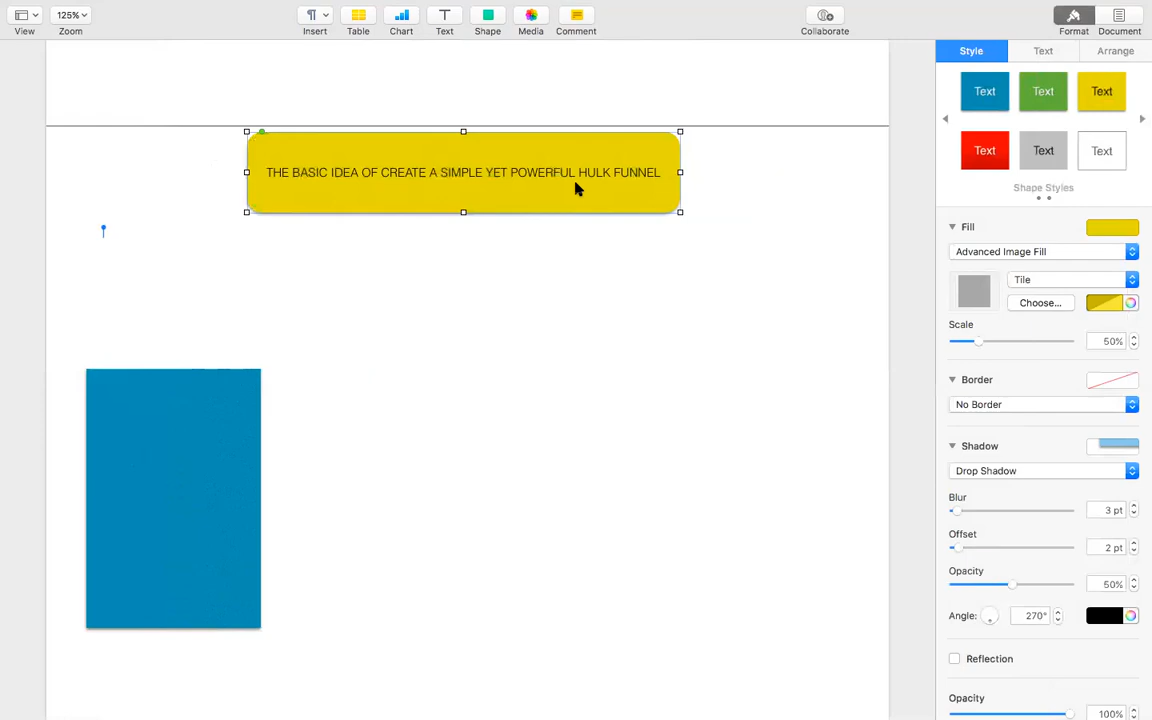 125%
View
Zoom
Insert
Table
Chart
Text
Shape
Media
Comment
Collaborate
Format
Document
Style
Text
Arrange
Text
Text
Text
Text
Text
Text
Shape Styles
THE BASIC IDEA OF CREATE A SIMPLE YET POWERFUL HULK FUNNEL
Fill
Advanced Image Fill
Tile
Choose...
Scale
50%
Border
No Border
Shadow
Drop Shadow
Blur
3 pt
Offset
2 pt
Opacity
50%
Angle:
270°
Reflection
Opacity
100%